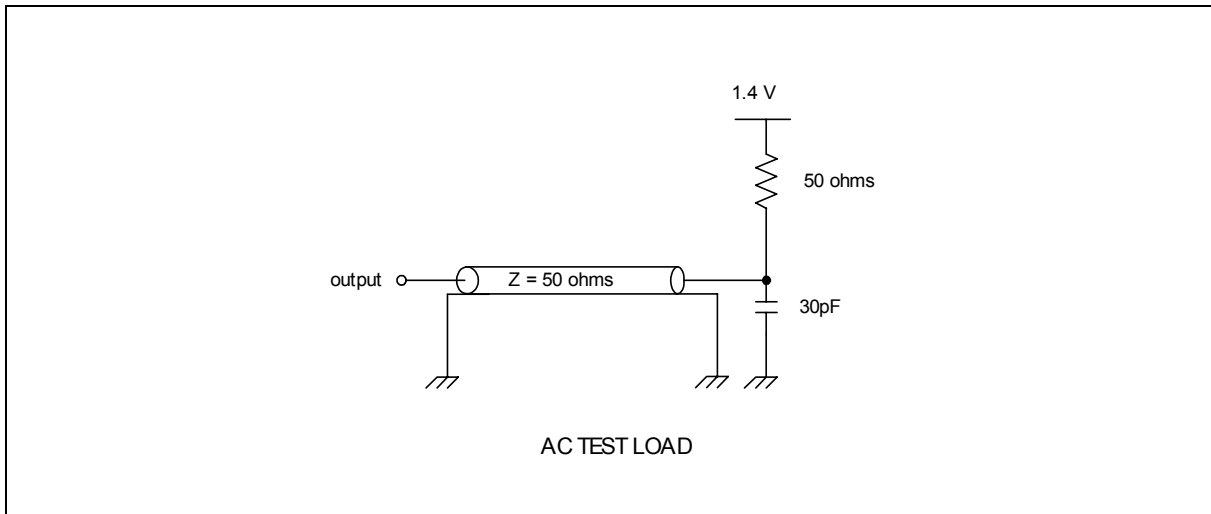 1.4 V
50 ohms
output
Z = 50 ohms
30pF
AC TEST LOAD